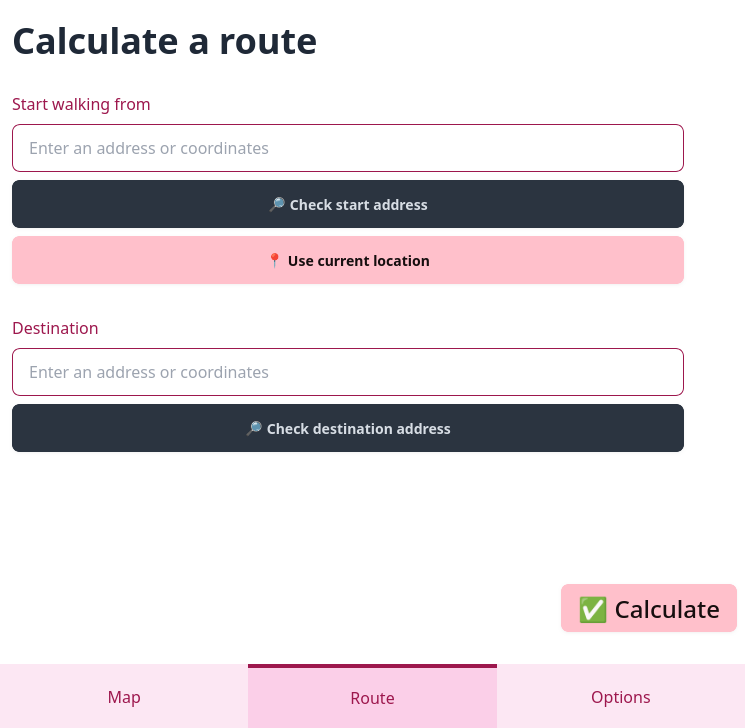 Calculate a route
Start walking from
Enter an address or coordinates
🔎 Check start address
📍 Use current location
Destination
Enter an address or coordinates
🔎 Check destination address
✅ Calculate
Map
Route
Options